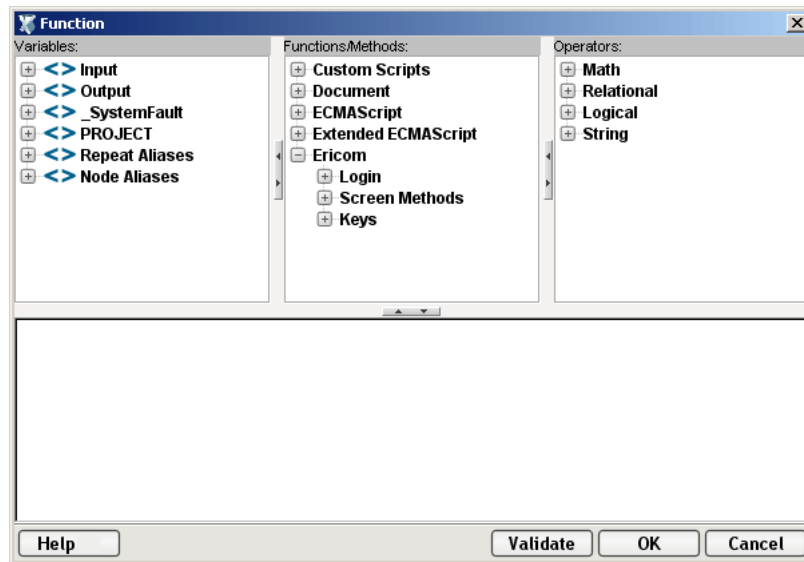 Function
Variables:
<> Input
<> Output
<> _SystemFault
<> PROJECT
<> Repeat Aliases
<> Node Aliases
Functions/Methods:
Custom Scripts
Document
ECMAScript
Extended ECMAScript
Ericom
Login
Screen Methods
Keys
Operators:
Math
Relational
Logical
String
Help
Validate
OK
Cancel